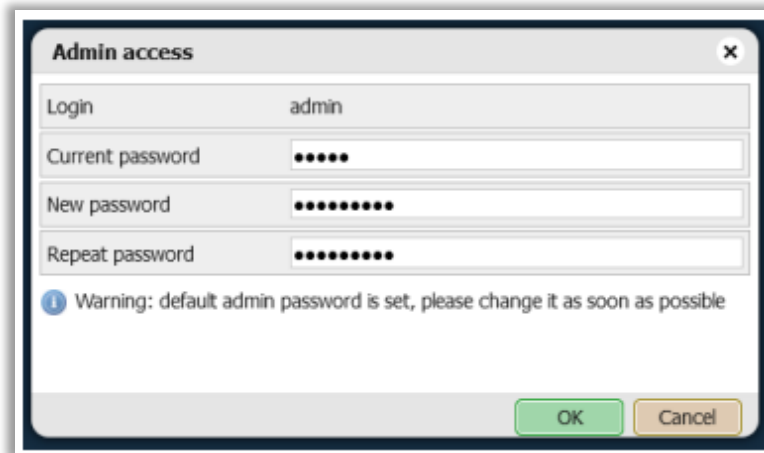 Admin access
Login admin
Current password •••••
New password •••••••••
Repeat password •••••••••
Warning: default admin password is set, please change it as soon as possible
OK Cancel